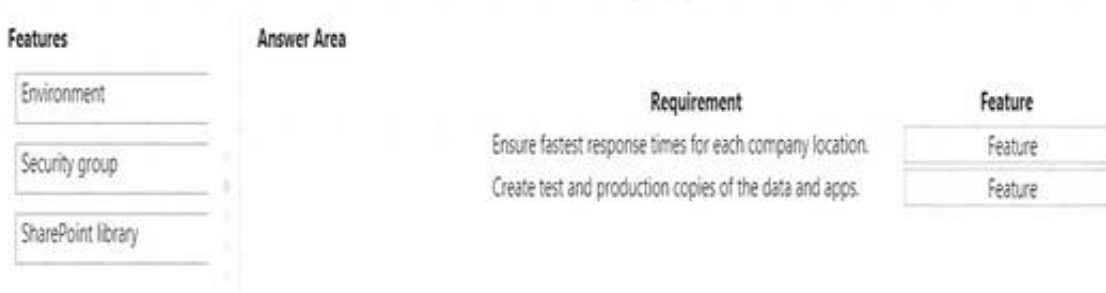 Features
Answer Area
Environment
Security group
SharePoint library
Requirement Feature
Ensure fastest response times for each company location. Feature
Create test and production copies of the data and apps. Feature